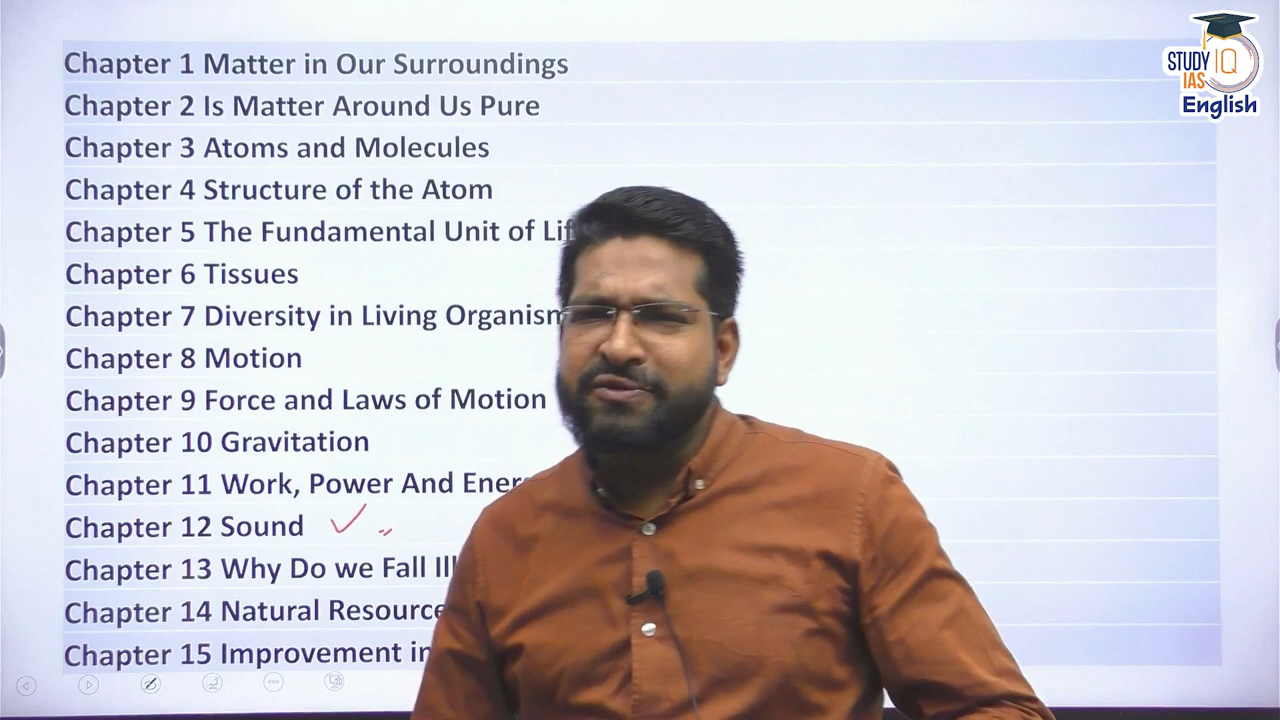 Chapter 1 Matter in Our Surroundings
Chapter 2 Is Matter Around Us Pure
Chapter 3 Atoms and Molecules
Chapter 4 Structure of the Atom
Chapter 5 The Fundamental Unit of
Chapter 6 Tissues
Chapter 7 Diversity in Living
Chapter 8 Motion
Chapter 9 Force and Laws of Motion
Chapter 10 Gravitation
Chapter 11 Work, Power And
Chapter 12 Sound
Chapter 13 Why Do we Fall
Chapter 14 Natural
Chapter 15 Improvement
STUDY IQ
IAS
English